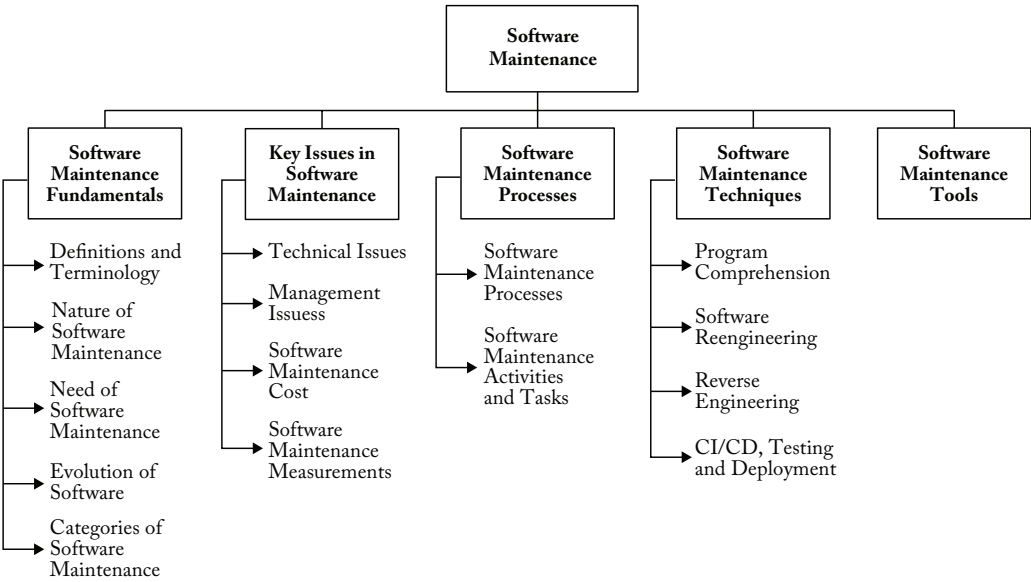 Software
Maintenance
Software
Maintenance
Fundamentals
Definitions and
Terminology
Nature of
Software
Maintenance
Need of
Software
Maintenance
Evolution of
Software
Categories of
Software
Maintenance
Key Issues in
Software
Maintenance
Technical Issues
Management
Issuess
Software
Maintenance
Cost
Software
Maintenance
Measurements
Software
Maintenance
Processes
Software
Maintenance
Processes
Software
Maintenance
Activities
and Tasks
Software
Maintenance
Techniques
Program
Comprehension
Software
Reengineering
Reverse
Engineering
CI/CD, Testing
and Deployment
Software
Maintenance
Tools